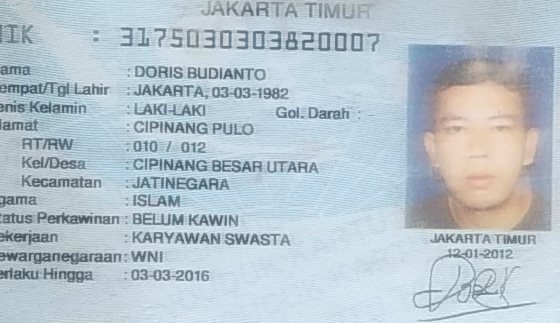 JAKARTA TIMUR
NIK : 3175030303820007
ama : DORIS BUDIANTO
empat/Tgl Lahir : JAKARTA, 03-03-1982
enis Kelamin : LAKI-LAKI Gol. Darah :
lamat : CIPINANG PULO
RT/RW : 010 / 012
Kel/Desa : CIPINANG BESAR UTARA
Kecamatan : JATINEGARA
gama : ISLAM
tatus Perkawinan : BELUM KAWIN
ekerjaan : KARYAWAN SWASTA
ewarganegaraan : WNI
erlaku Hingga : 03-03-2016
JAKARTA TIMUR
12-01-2012